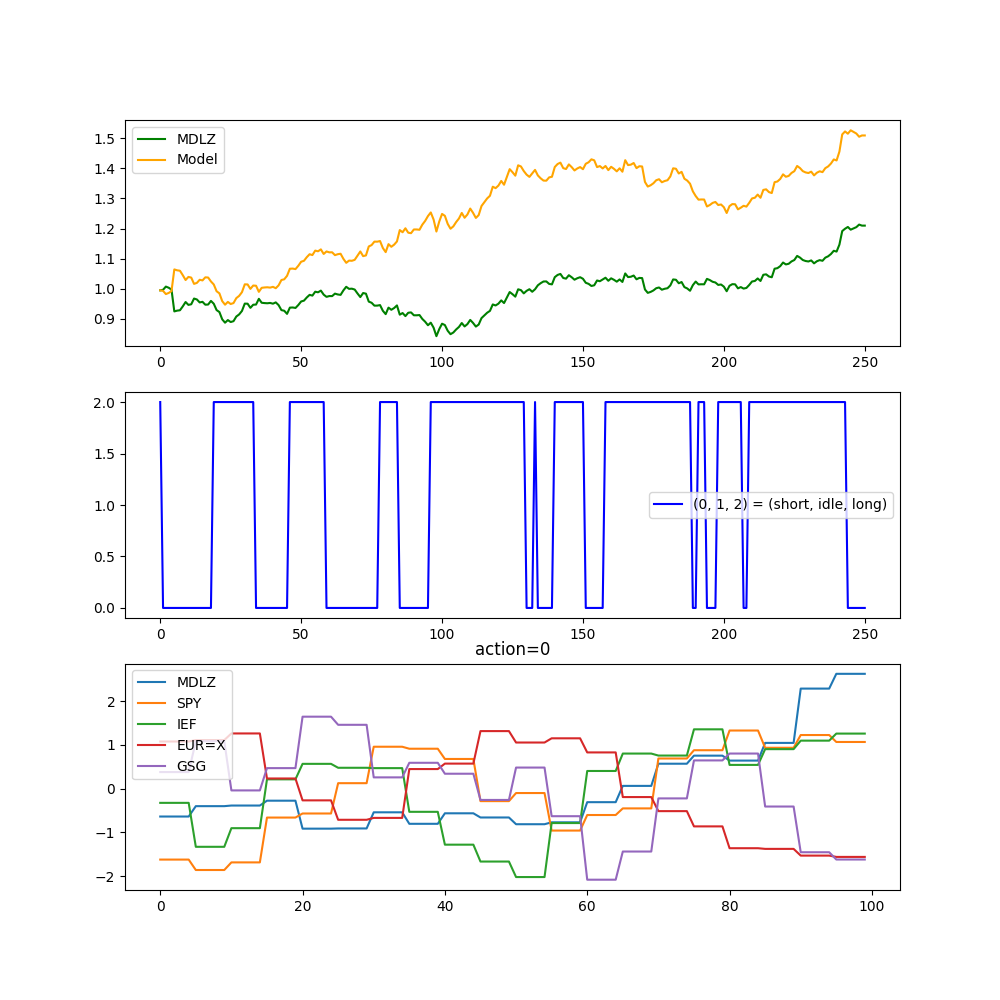 1.5
1.4
1.3
1.2
1.1
1.0
0.9
MDLZ
Model
0 50 100 150 200 250
2.0
1.5
1.0
0.5
0.0
(0, 1, 2) = (short, idle, long)
0 50 100 150 200 250
action=0
2
1
0
−1
−2
MDLZ
SPY
IEF
EUR=X
GSG
0 20 40 60 80 100